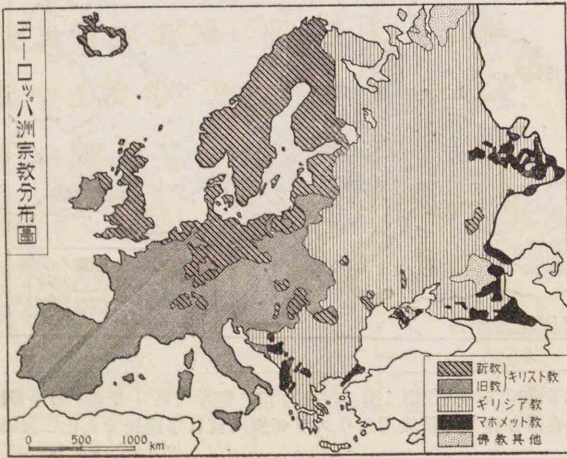 ヨーロッパ洲宗教分布圖
新教
旧教
キリスト教
ギリシア教
マホメット教
佛教其他
0 500 1000 km